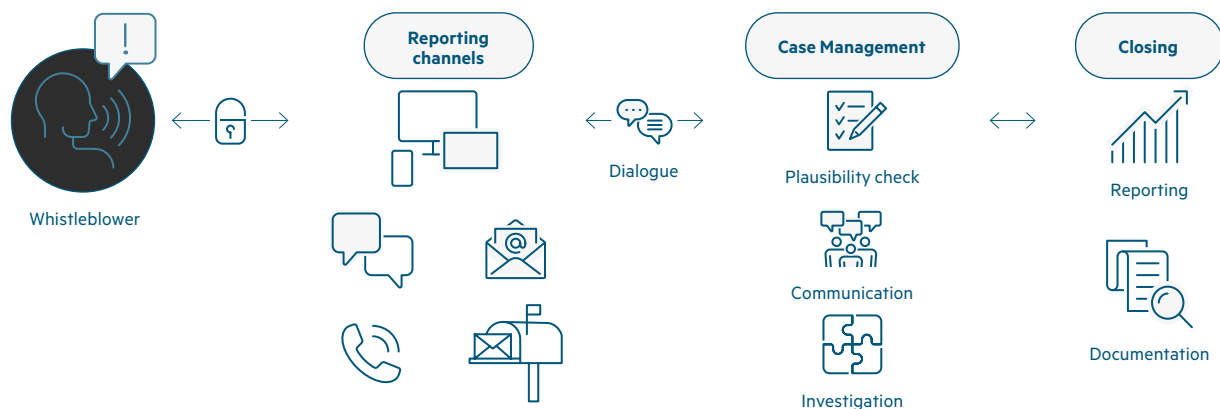 Whistleblower
Reporting
channels
Dialogue
Case Management
Plausibility check
Communication
Investigation
Closing
Reporting
Documentation